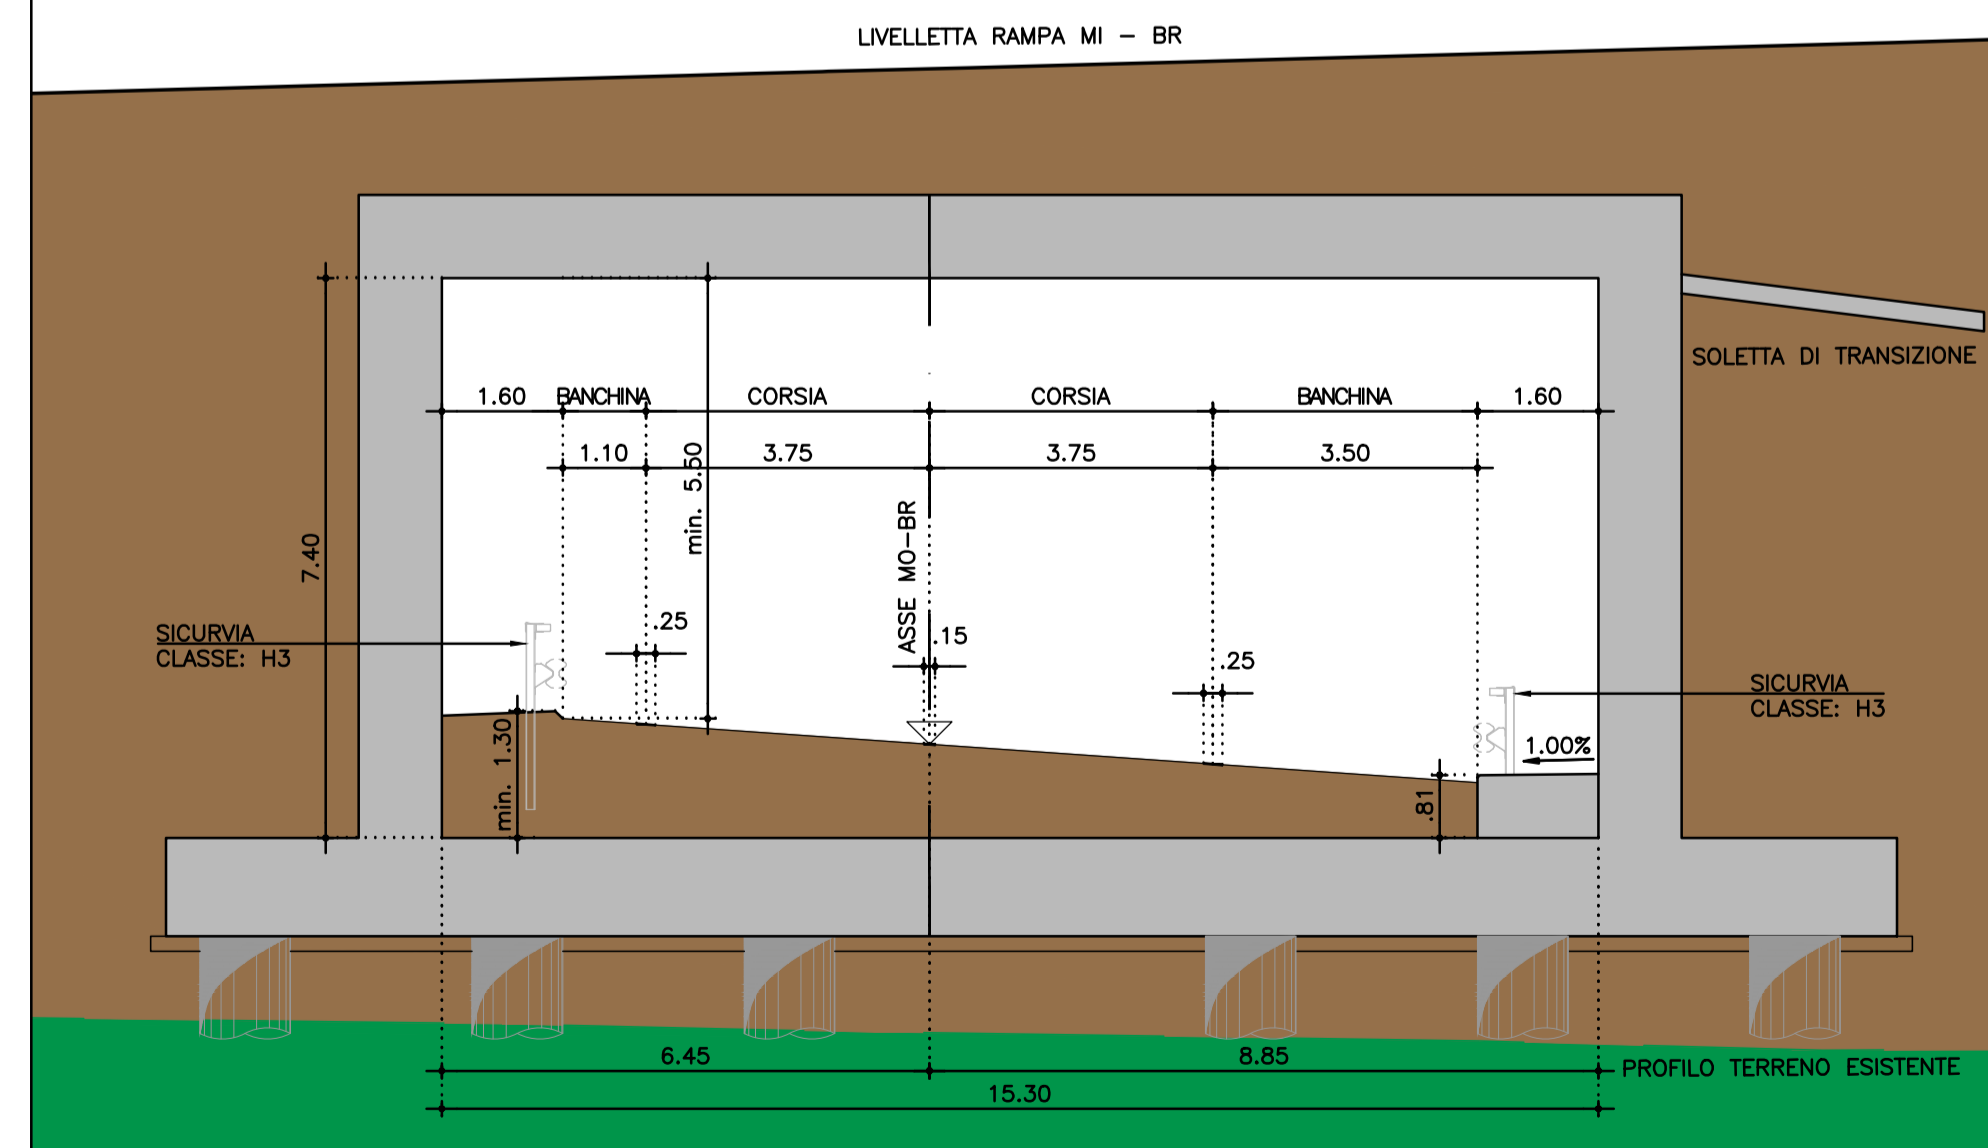 LIVELLETTA RAMPA MI - BR
SOLETTA DI TRANSIZIONE
1.60 BANCHINA CORSIA CORSIA BANCHINA 1.60
1.10 3.75 3.75 3.50
min. 5.50
7.40
ASSE MO-BR
.25
.15
.25
SICURVIA
CLASSE: H3
SICURVIA
CLASSE: H3
1.00%
min. 1.30
.81
6.45 8.85
PROFILO TERRENO ESISTENTE
15.30